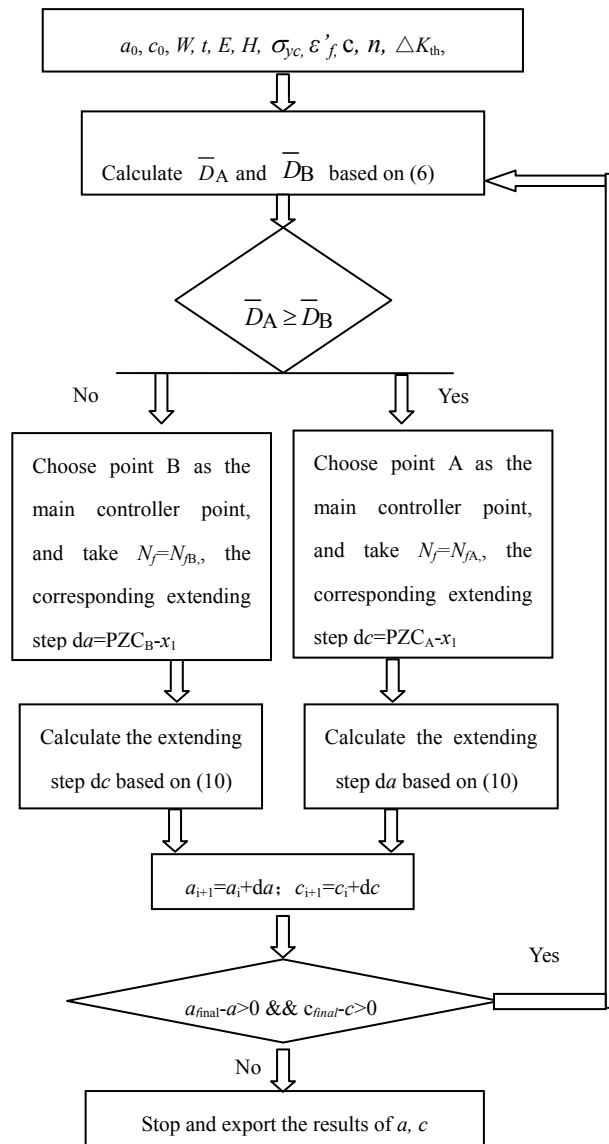 a₀, c₀, W, t, E, H, σyc, ε'f, c, n, △Kth,
Calculate D̅A and D̅B based on (6)
D̅A ≥ D̅B
No
Yes
Choose point B as the
main controller point,
and take Nf=NfB,, the
corresponding extending
step da=PZCB-x₁
Choose point A as the
main controller point,
and take Nf=NfA,, the
corresponding extending
step dc=PZCA-x₁
Calculate the extending
step dc based on (10)
Calculate the extending
step da based on (10)
ai+1=ai+da；ci+1=ci+dc
Yes
afinal-a>0 && cfinal-c>0
No
Stop and export the results of a, c